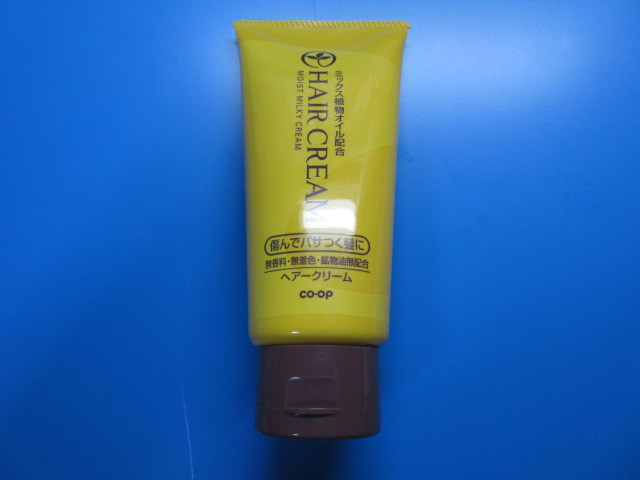 ミックス植物オイル配合
HAIR CREAM
MOIST MILKY CREAM
傷んでパサつく髪に
無香料・無着色・鉱物油無配合
ヘアークリーム
CO·OP